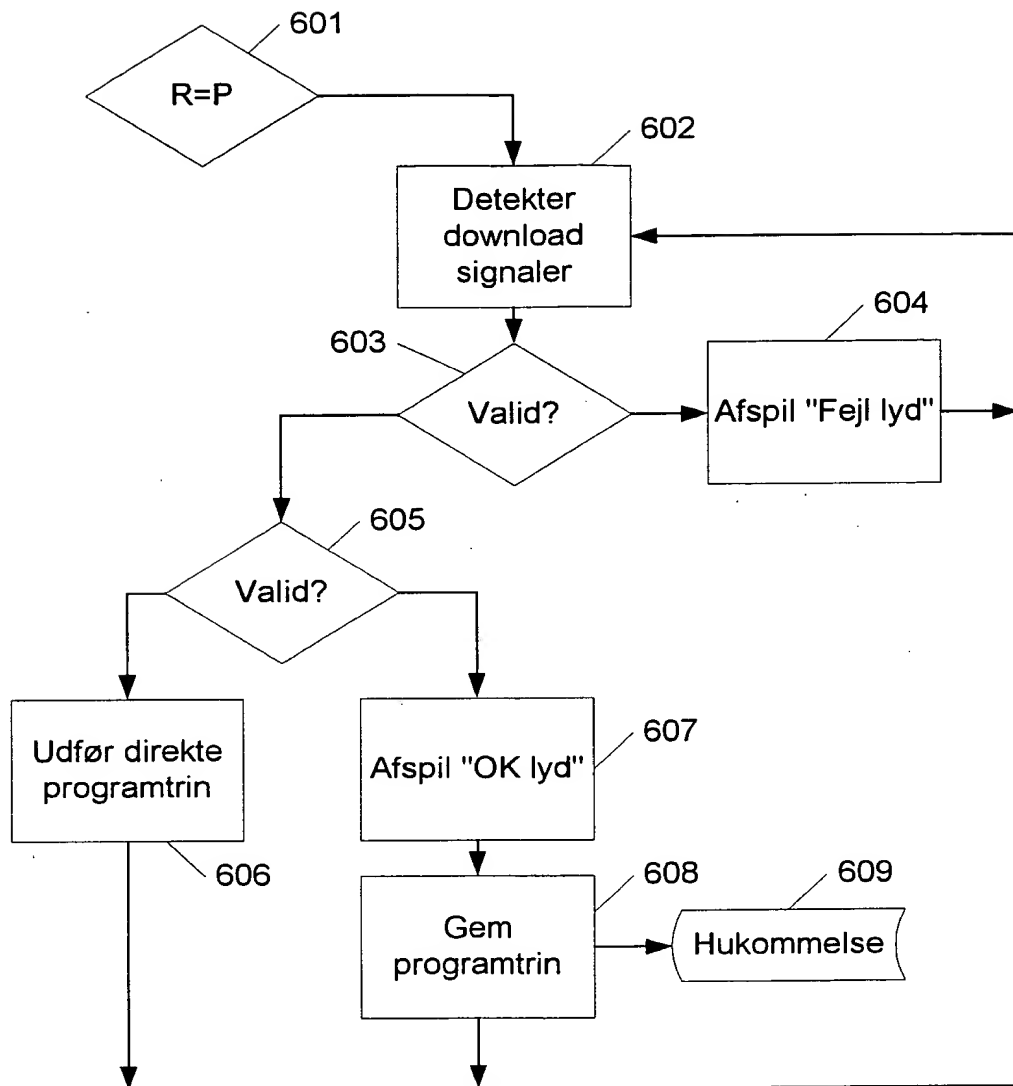 601
R=P
602
Detekter
download
signaler
604
603
Valid?
Afspil "Fejl lyd"
605
Valid?
607
Udfør direkte
programtrin
Afspil "OK lyd"
606
608
609
Gem
programtrin
Hukommelse